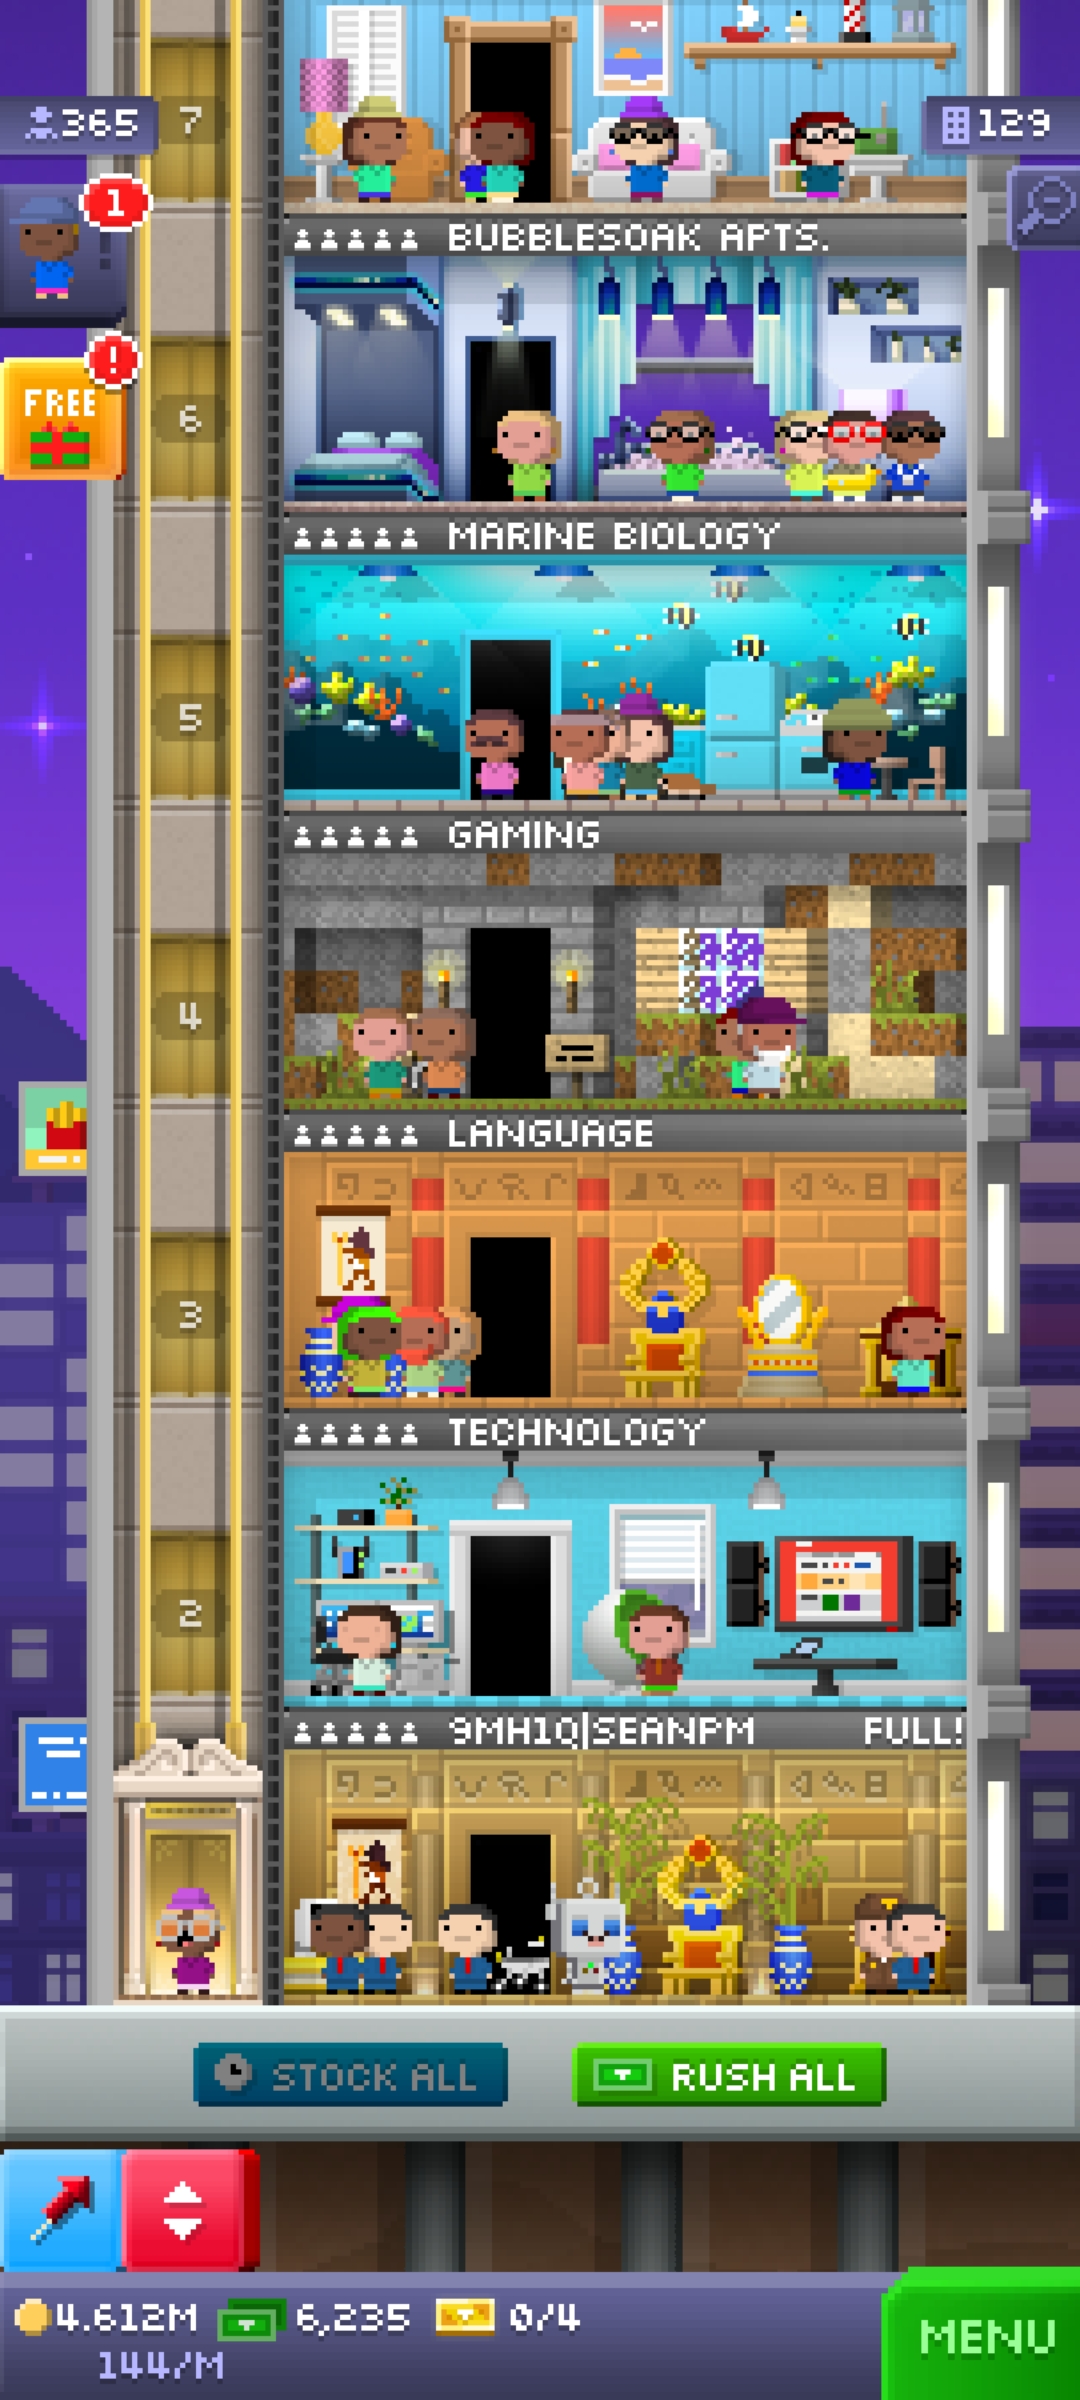 7
365
129
1
BUBBLESOAK APTS.
FREE
!
6
MARINE BIOLOGY
5
GAMING
4
LANGUAGE
3
TECHNOLOGY
2
9MH1Q|SEANPM FULL!
STOCK ALL
RUSH ALL
4.612M 6,235 0/4
144/M
MENU